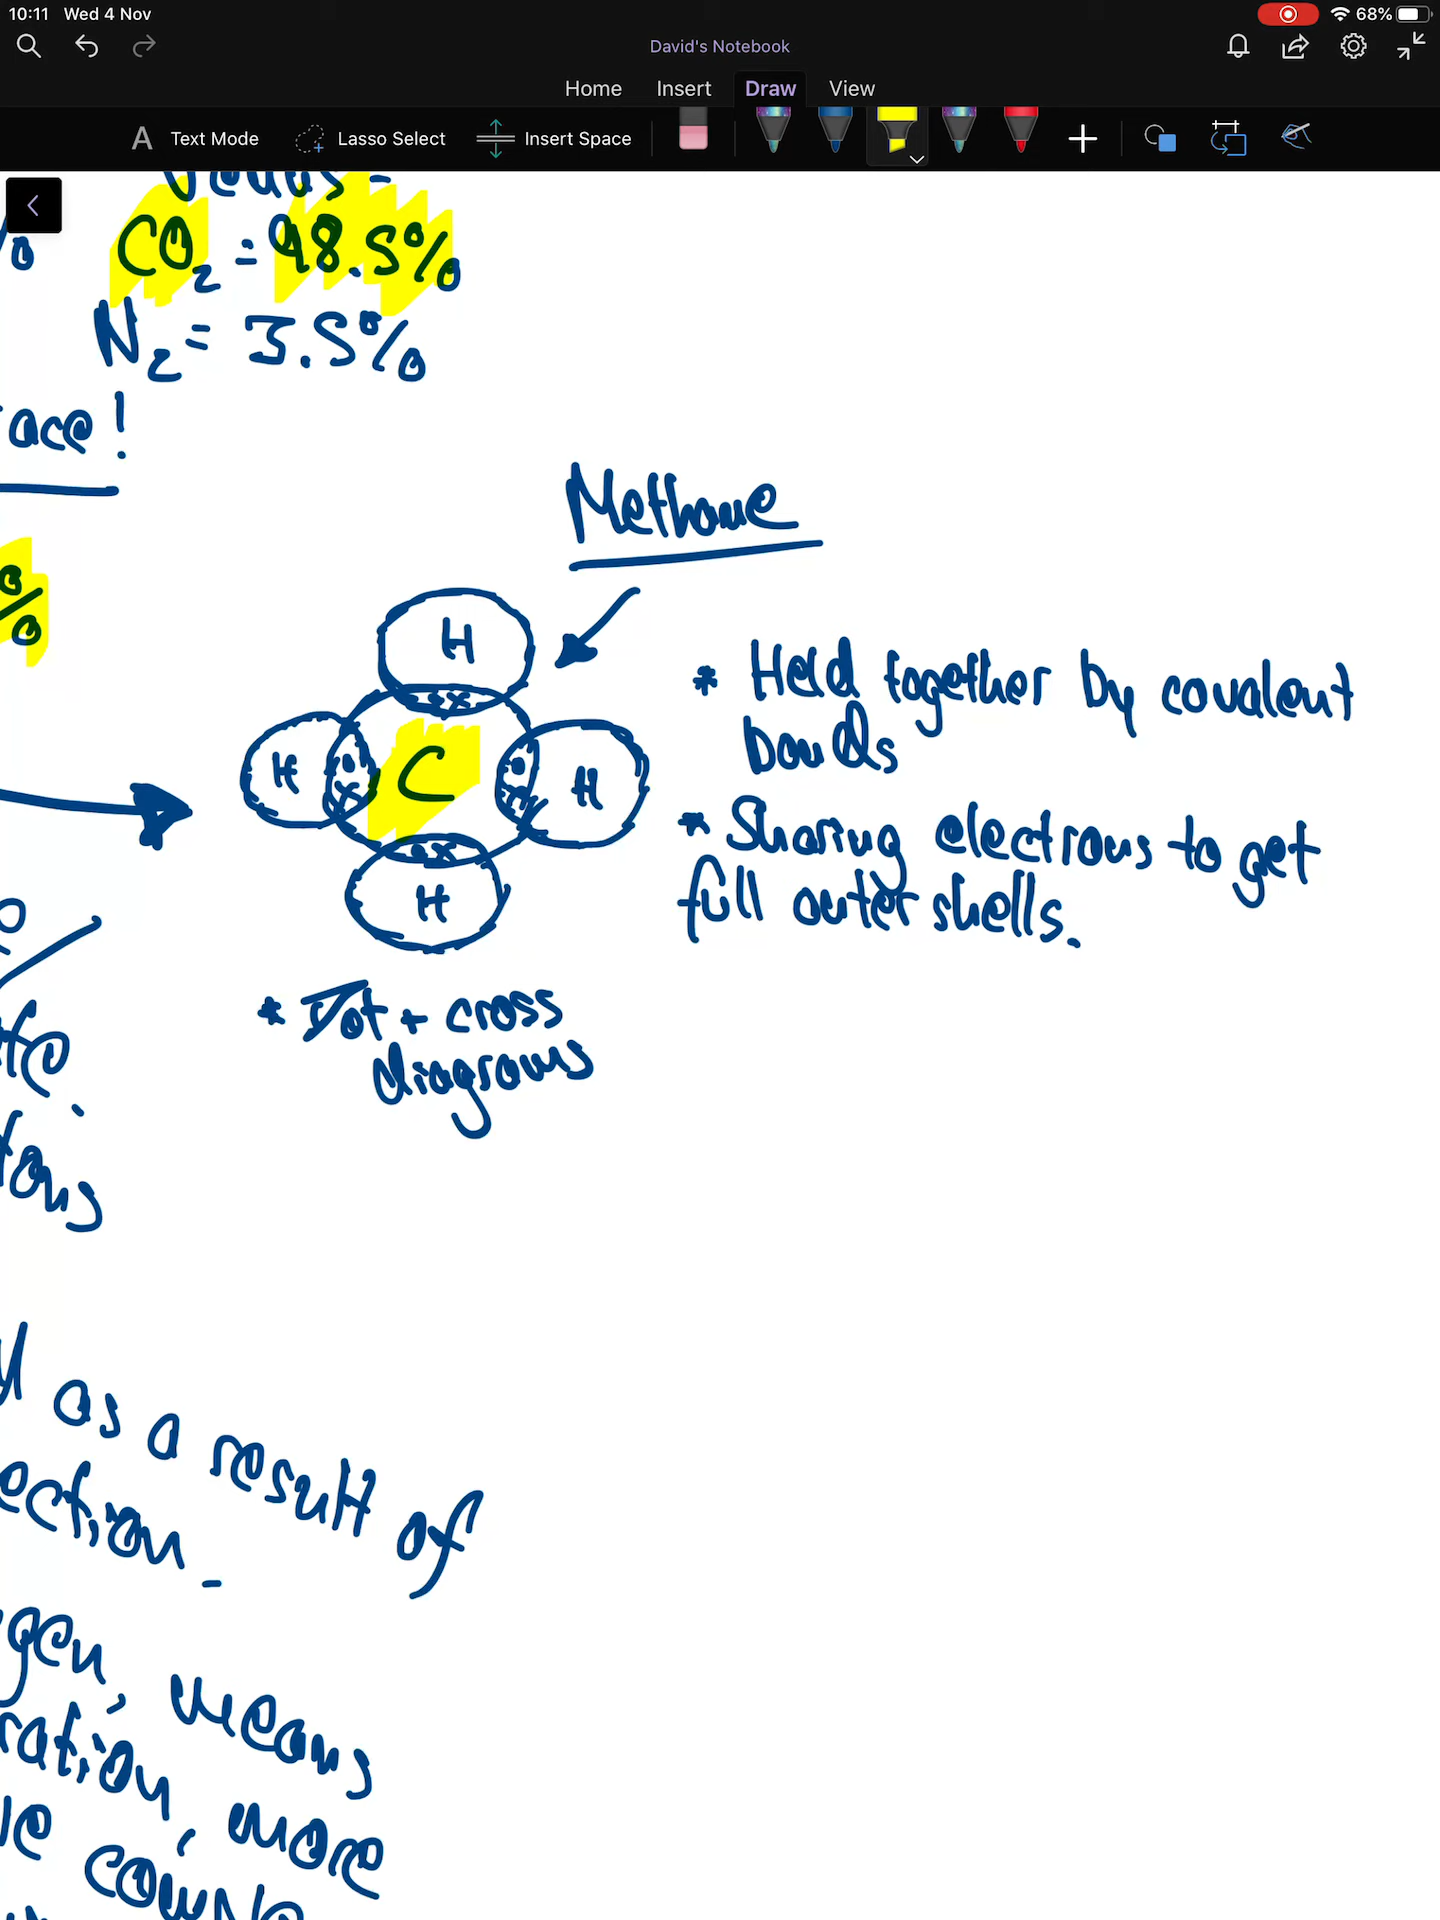 10:11 Wed 4 Nov
68%
David's Notebook
Home Insert Draw View
A Text Mode Lasso Select Insert Space
%
CO2 = 98.5%
N2 = 3.5%
ace!
%
Methane
H
H C H
H
* Held together by covalent
bonds
* Sharing electrons to get
full outer shells.
* Dot + cross
diagrams
as a result of
ection.
gen, means
ration, more